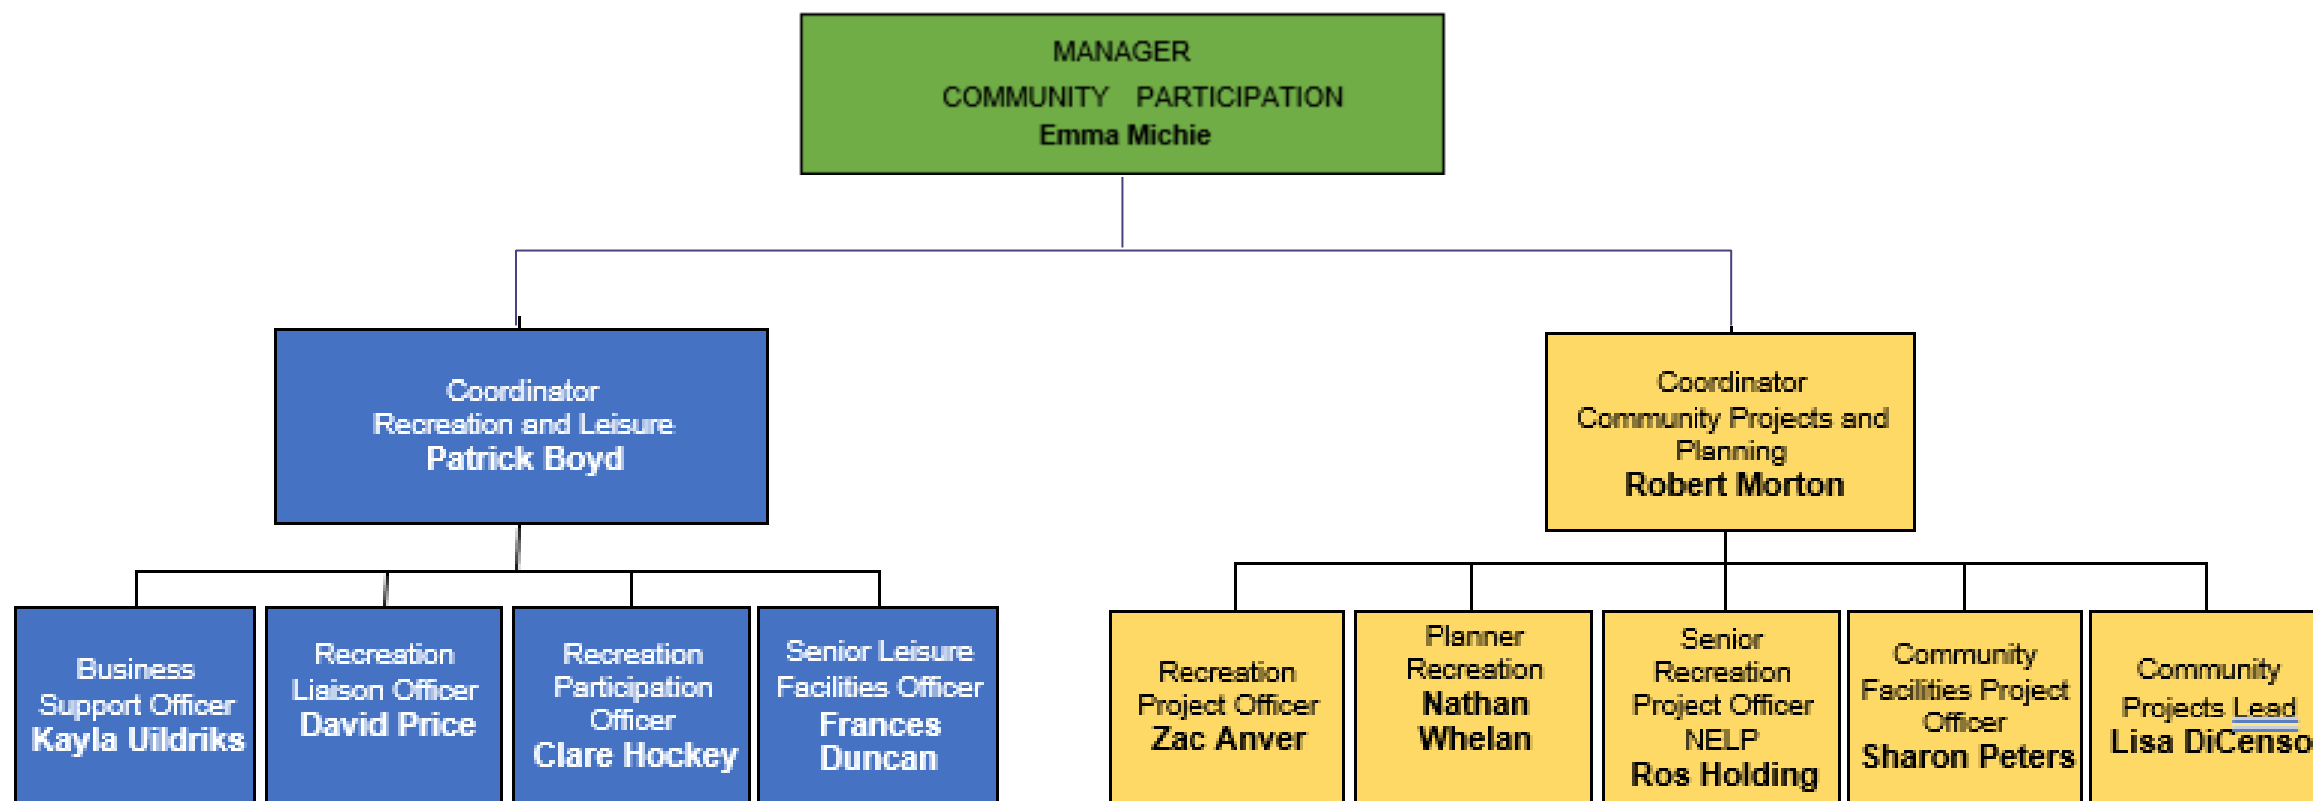 MANAGER
COMMUNITY PARTICIPATION
Emma Michie
Coordinator
Recreation and Leisure
Patrick Boyd
Coordinator
Community Projects and
Planning
Robert Morton
Business
Support Officer
Kayla Uildriks
Recreation
Liaison Officer
David Price
Recreation
Participation
Officer
Clare Hockey
Senior Leisure
Facilities Officer
Frances
Duncan
Recreation
Project Officer
Zac Anver
Planner
Recreation
Nathan
Whelan
Senior
Recreation
Project Officer
NELP
Ros Holding
Community
Facilities Project
Officer
Sharon Peters
Community
Projects Lead
Lisa DiCenso